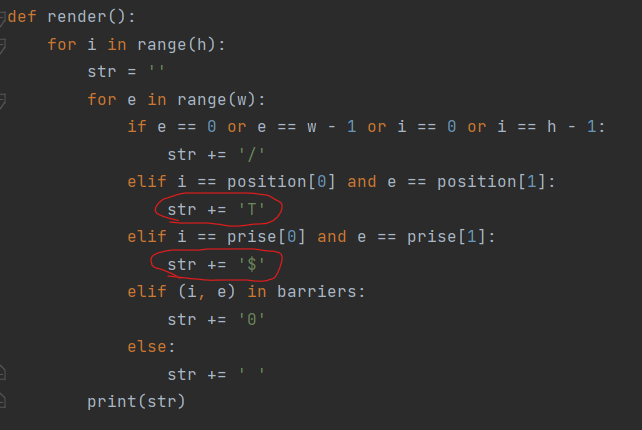 def render():
    for i in range(h):
        str = ''
        for e in range(w):
            if e == 0 or e == w - 1 or i == 0 or i == h - 1:
                str += '/'
            elif i == position[0] and e == position[1]:
                str += 'T'
            elif i == prise[0] and e == prise[1]:
                str += '$'
            elif (i, e) in barriers:
                str += '0'
            else:
                str += ' '
        print(str)